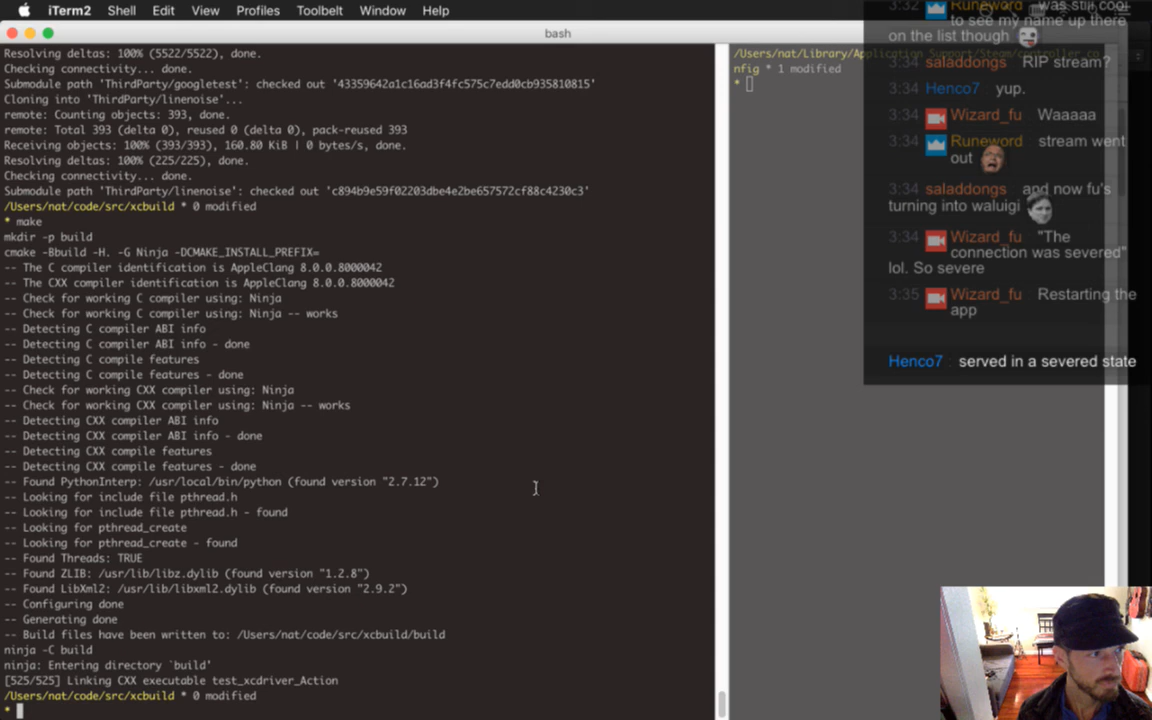 iTerm2 Shell Edit View Profiles Toolbelt Window Help
bash
Resolving deltas: 100% (5522/5522), done.
Checking connectivity... done.
Submodule path 'ThirdParty/googletest': checked out '43359642a1c16ad3f4fc575c7edd0cb935810815'
Cloning into 'ThirdParty/linenoise'...
remote: Counting objects: 393, done.
remote: Total 393 (delta 0), reused 0 (delta 0), pack-reused 393
Receiving objects: 100% (393/393), 160.80 KiB | 0 bytes/s, done.
Resolving deltas: 100% (225/225), done.
Checking connectivity... done.
Submodule path 'ThirdParty/linenoise': checked out 'c894b9e59f02203dbe4e2be657572cf88c4230c3'
/Users/nat/code/src/xcbuild * 0 modified
* make
mkdir -p build
cmake -Bbuild -H. -G Ninja -DCMAKE_INSTALL_PREFIX=
-- The C compiler identification is AppleClang 8.0.0.8000042
-- The CXX compiler identification is AppleClang 8.0.0.8000042
-- Check for working C compiler using: Ninja
-- Check for working C compiler using: Ninja -- works
-- Detecting C compiler ABI info
-- Detecting C compiler ABI info - done
-- Detecting C compile features
-- Detecting C compile features - done
-- Check for working CXX compiler using: Ninja
-- Check for working CXX compiler using: Ninja -- works
-- Detecting CXX compiler ABI info
-- Detecting CXX compiler ABI info - done
-- Detecting CXX compile features
-- Detecting CXX compile features - done
-- Found PythonInterp: /usr/local/bin/python (found version "2.7.12")
-- Looking for include file pthread.h
-- Looking for include file pthread.h - found
-- Looking for pthread_create
-- Looking for pthread_create - found
-- Found Threads: TRUE
-- Found ZLIB: /usr/lib/libz.dylib (found version "1.2.8")
-- Found LibXml2: /usr/lib/libxml2.dylib (found version "2.9.2")
-- Configuring done
-- Generating done
-- Build files have been written to: /Users/nat/code/src/xcbuild/build
ninja -C build
ninja: Entering directory `build'
[525/525] Linking CXX executable test_xcdriver_Action
/Users/nat/code/src/xcbuild * 0 modified
*
/Users/nat/Library/Application Support/Steam/controller_co
nfig * 1 modified
*
3:32 Runeword was still cool
to see my name up there
on the list though
3:34 saladdongs RIP stream?
3:34 Henco7 yup.
3:34 Wizard_fu Waaaaa
3:34 Runeword stream went
out
3:34 saladdongs and now fu's
turning into waluigi
3:34 Wizard_fu "The
connection was severed"
lol. So severe
3:35 Wizard_fu Restarting the
app
Henco7 served in a severed state